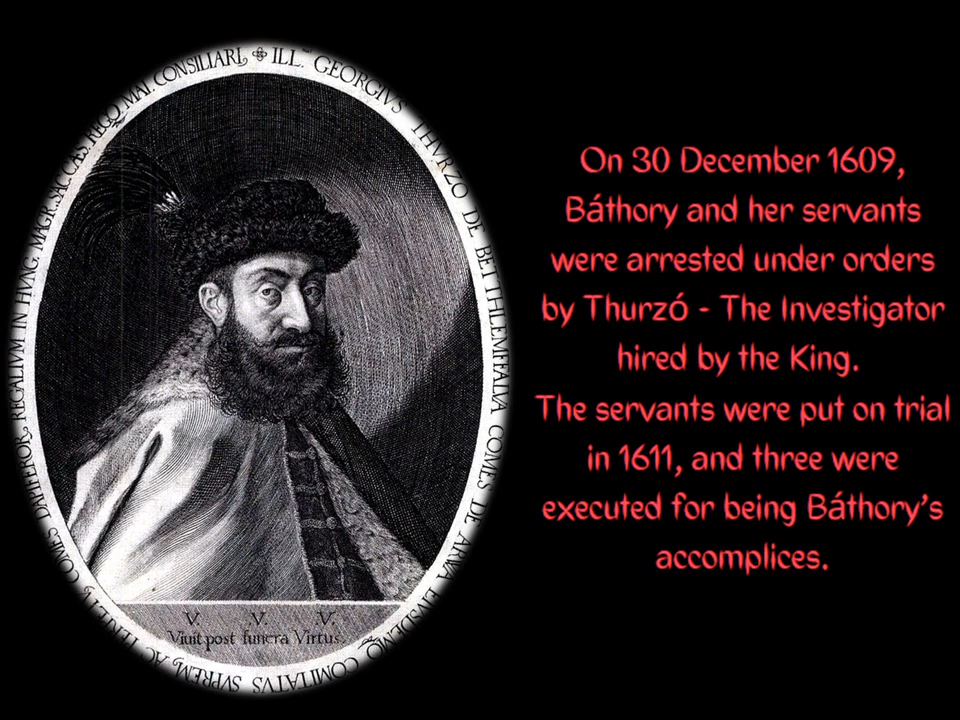 ILL. GEORGIVS THVRZO DE BETTHLEMFFALVA COMES DE ARVA EIVSDEMQ COMITATVS SVPREM, AC COMES DAPIFEROR, REGALIVM IN HVNG. MAGR. SAC CÆS. REGQ MAI. CONSILIARI,
V. V. V.
Viuit post funera Virtus.
On 30 December 1609,
Báthory and her servants
were arrested under orders
by Thurzó - The Investigator
hired by the King.
The servants were put on trial
in 1611, and three were
executed for being Báthory's
accomplices.